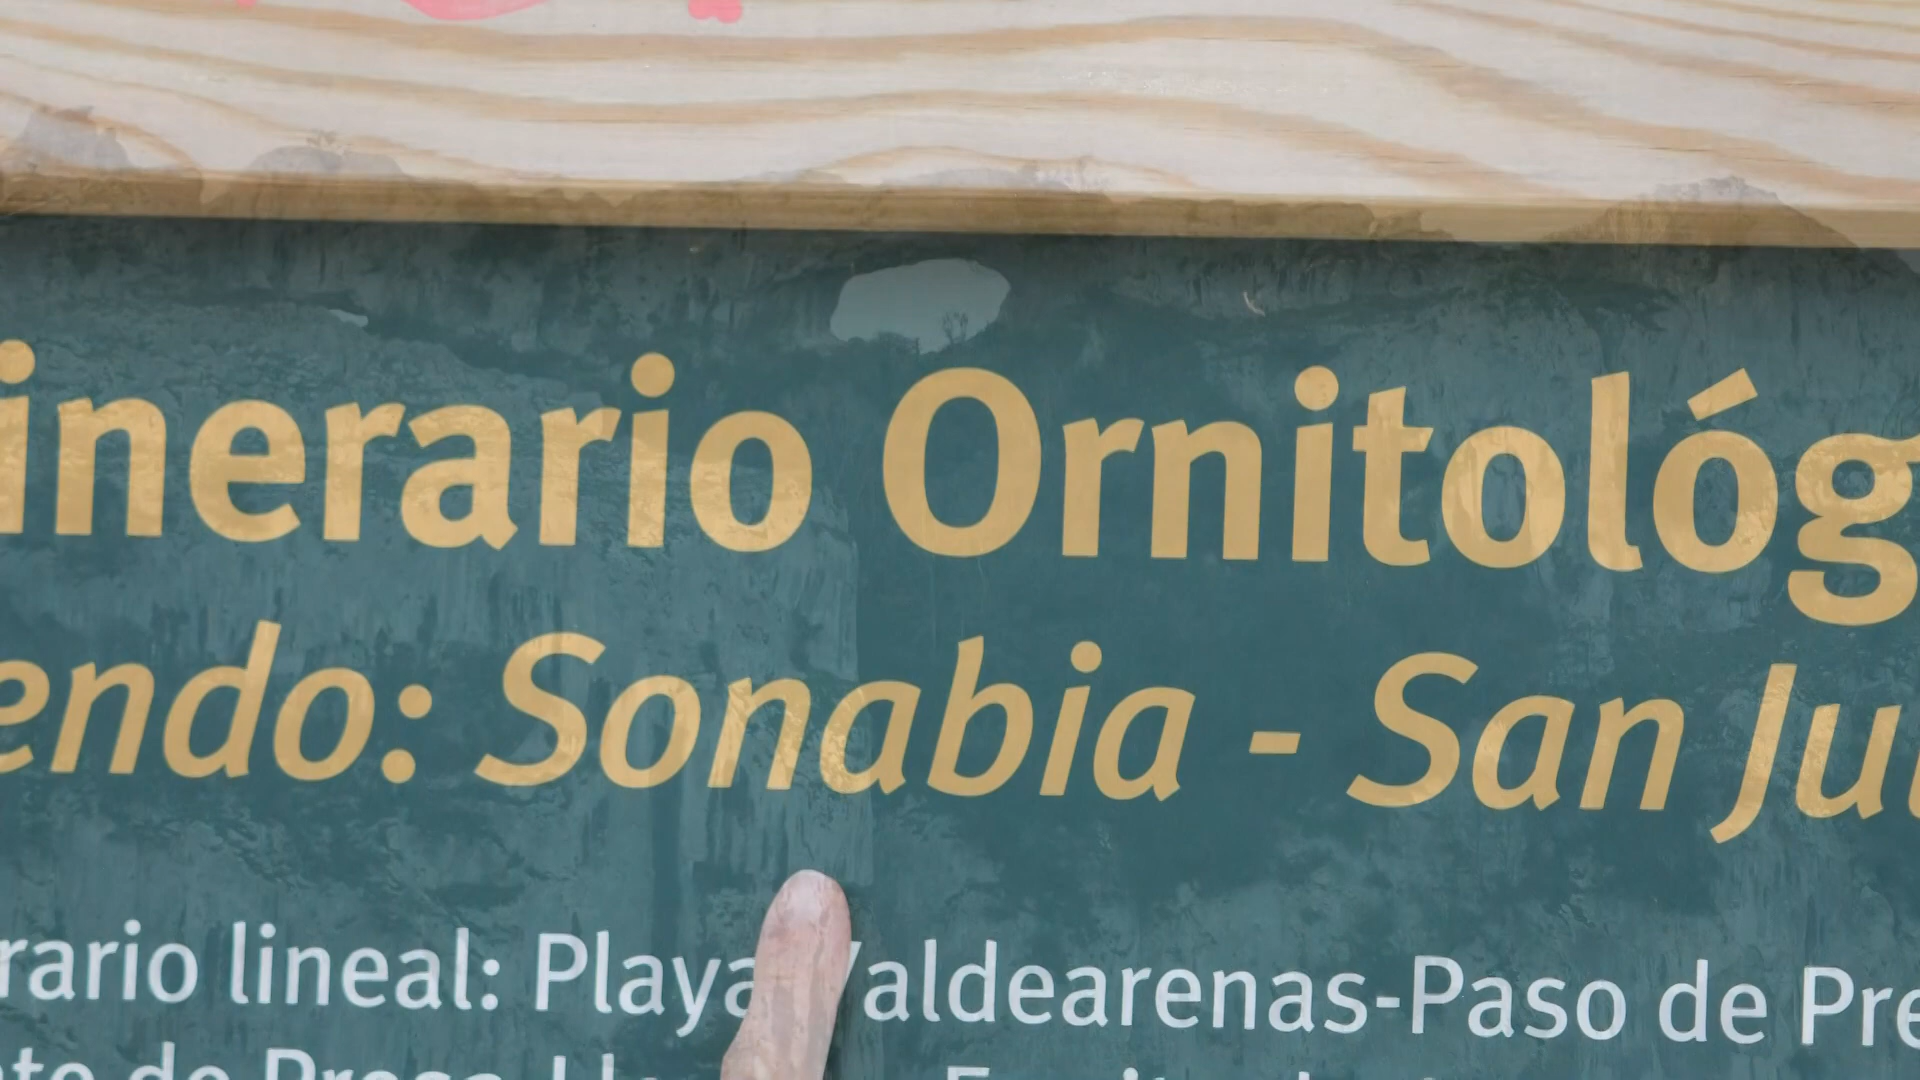 inerario Ornitológ
endo: Sonabia - San Ju
rario lineal: Playa Valdearenas-Paso de Pre